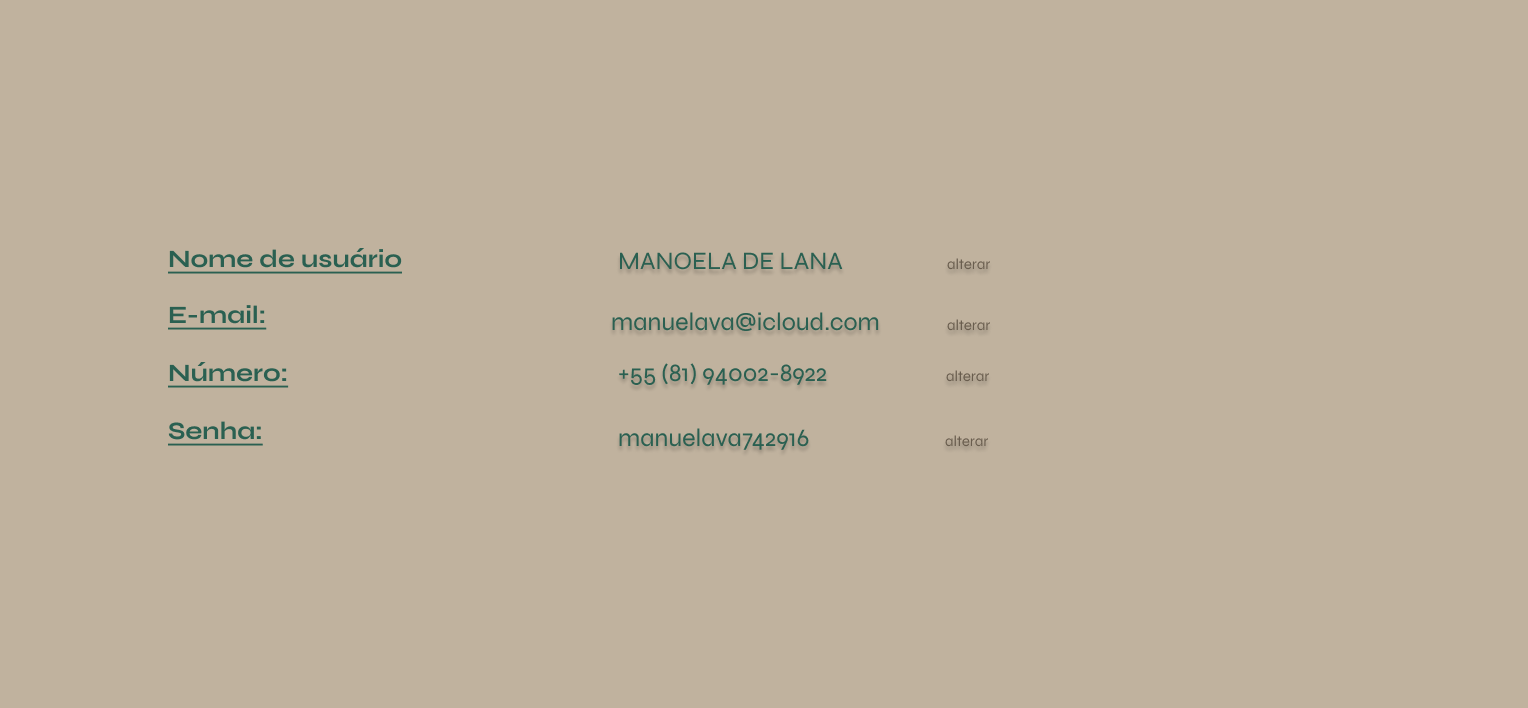 Nome de usuário MANOELA DE LANA alterar
E-mail: manuelava@icloud.com alterar
Número: +55 (81) 94002-8922 alterar
Senha: manuelava742916 alterar